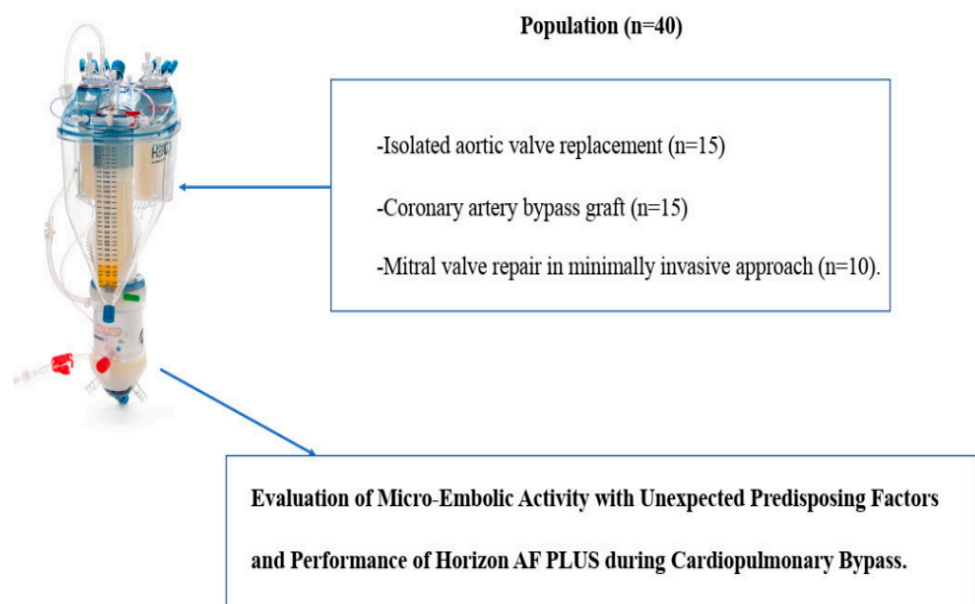 Population (n=40)
-Isolated aortic valve replacement (n=15)
-Coronary artery bypass graft (n=15)
-Mitral valve repair in minimally invasive approach (n=10).
Evaluation of Micro-Embolic Activity with Unexpected Predisposing Factors
and Performance of Horizon AF PLUS during Cardiopulmonary Bypass.